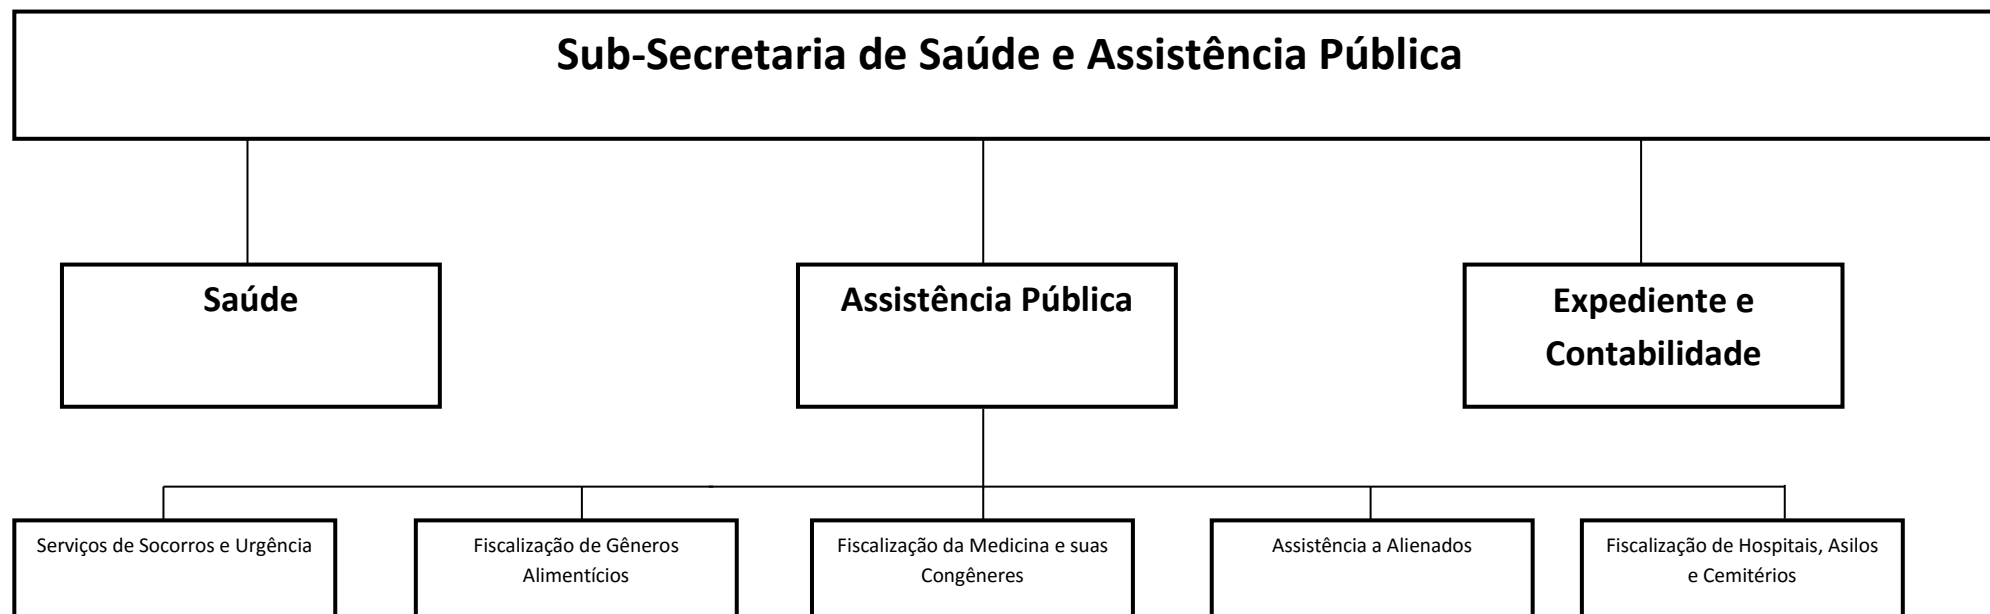 Sub-Secretaria de Saúde e Assistência Pública
Saúde
Assistência Pública
Expediente e
Contabilidade
Serviços de Socorros e Urgência
Fiscalização de Gêneros
Alimentícios
Fiscalização da Medicina e suas
Congêneres
Assistência a Alienados
Fiscalização de Hospitais, Asilos
e Cemitérios